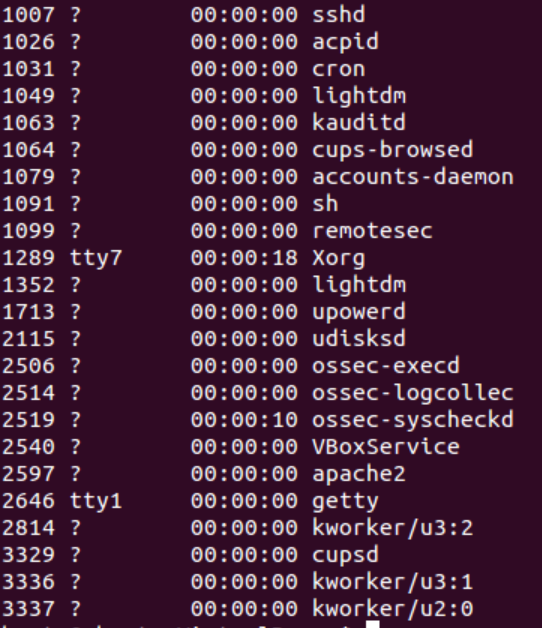 1007 ? 00:00:00 sshd
1026 ? 00:00:00 acpid
1031 ? 00:00:00 cron
1049 ? 00:00:00 lightdm
1063 ? 00:00:00 kauditd
1064 ? 00:00:00 cups-browsed
1079 ? 00:00:00 accounts-daemon
1091 ? 00:00:00 sh
1099 ? 00:00:00 remotesec
1289 tty7 00:00:18 Xorg
1352 ? 00:00:00 lightdm
1713 ? 00:00:00 upowerd
2115 ? 00:00:00 udisksd
2506 ? 00:00:00 ossec-execd
2514 ? 00:00:00 ossec-logcollec
2519 ? 00:00:10 ossec-syscheckd
2540 ? 00:00:00 VBoxService
2597 ? 00:00:00 apache2
2646 tty1 00:00:00 getty
2814 ? 00:00:00 kworker/u3:2
3329 ? 00:00:00 cupsd
3336 ? 00:00:00 kworker/u3:1
3337 ? 00:00:00 kworker/u2:0